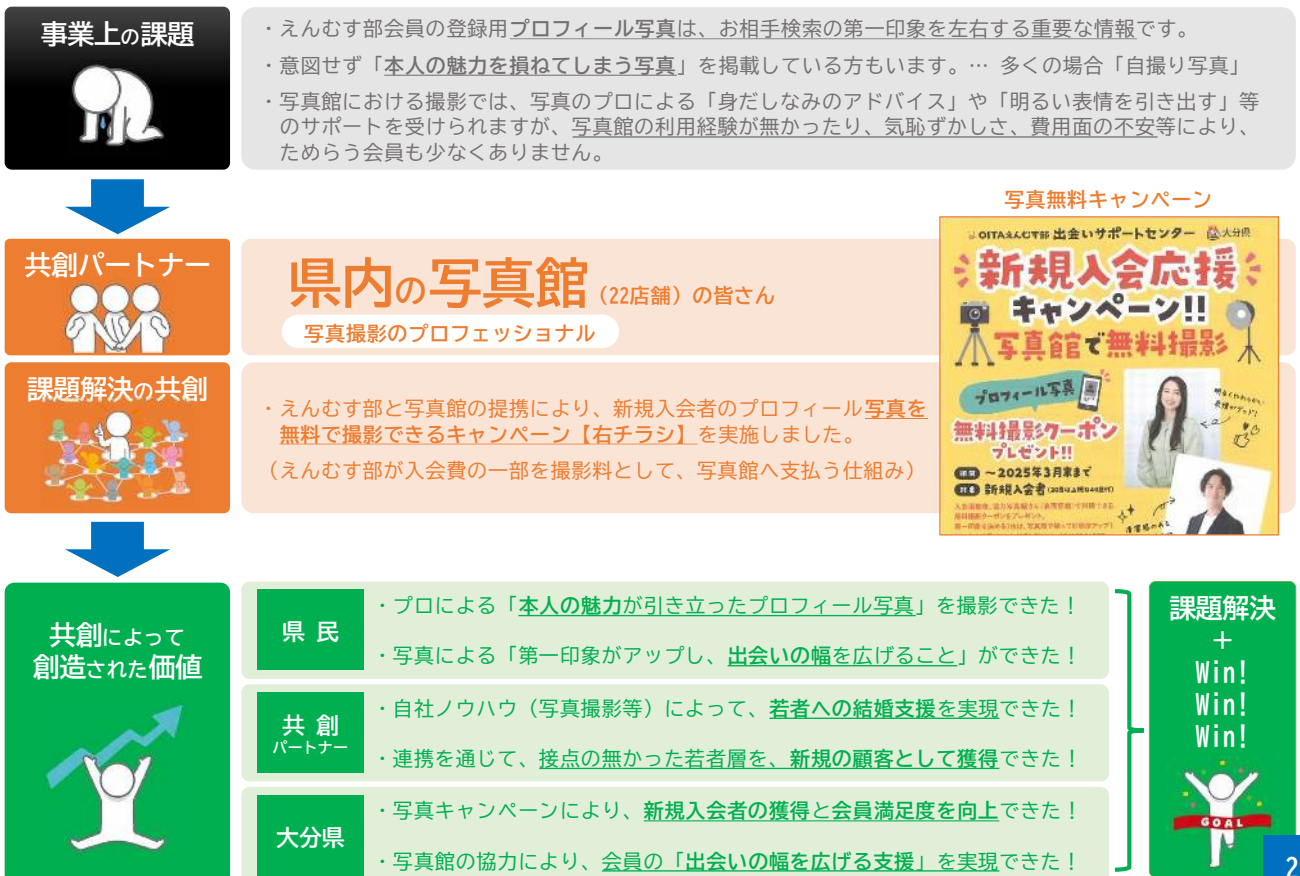 事業上の課題
・えんむす部会員の登録用プロフィール写真は、お相手検索の第一印象を左右する重要な情報です。
・意図せず「本人の魅力を損ねてしまう写真」を掲載している方もいます。… 多くの場合「自撮り写真」
・写真館における撮影では、写真のプロによる「身だしなみのアドバイス」や「明るい表情を引き出す」等
のサポートを受けられますが、写真館の利用経験が無かったり、気恥ずかしさ、費用面の不安等により、
ためらう会員も少なくありません。
写真無料キャンペーン
共創パートナー
県内の写真館（22店舗）の皆さん
写真撮影のプロフェッショナル
課題解決の共創
・えんむす部と写真館の提携により、新規入会者のプロフィール写真を
無料で撮影できるキャンペーン【右チラシ】を実施しました。
（えんむす部が入会費の一部を撮影料として、写真館へ支払う仕組み）
OITAえんむす部 出会いサポートセンター 大分県
新規入会応援
キャンペーン!!
写真館で無料撮影
プロフィール写真
無料撮影クーポン
プレゼント!!
～2025年3月末まで
新規入会者
共創によって
創造された価値
県民
・プロによる「本人の魅力が引き立ったプロフィール写真」を撮影できた！
・写真による「第一印象がアップし、出会いの幅を広げること」ができた！
共創
パートナー
・自社ノウハウ（写真撮影等）によって、若者への結婚支援を実現できた！
・連携を通じて、接点の無かった若者層を、新規の顧客として獲得できた！
大分県
・写真キャンペーンにより、新規入会者の獲得と会員満足度を向上できた！
・写真館の協力により、会員の「出会いの幅を広げる支援」を実現できた！
課題解決
＋
Win!
Win!
Win!
GOAL
2